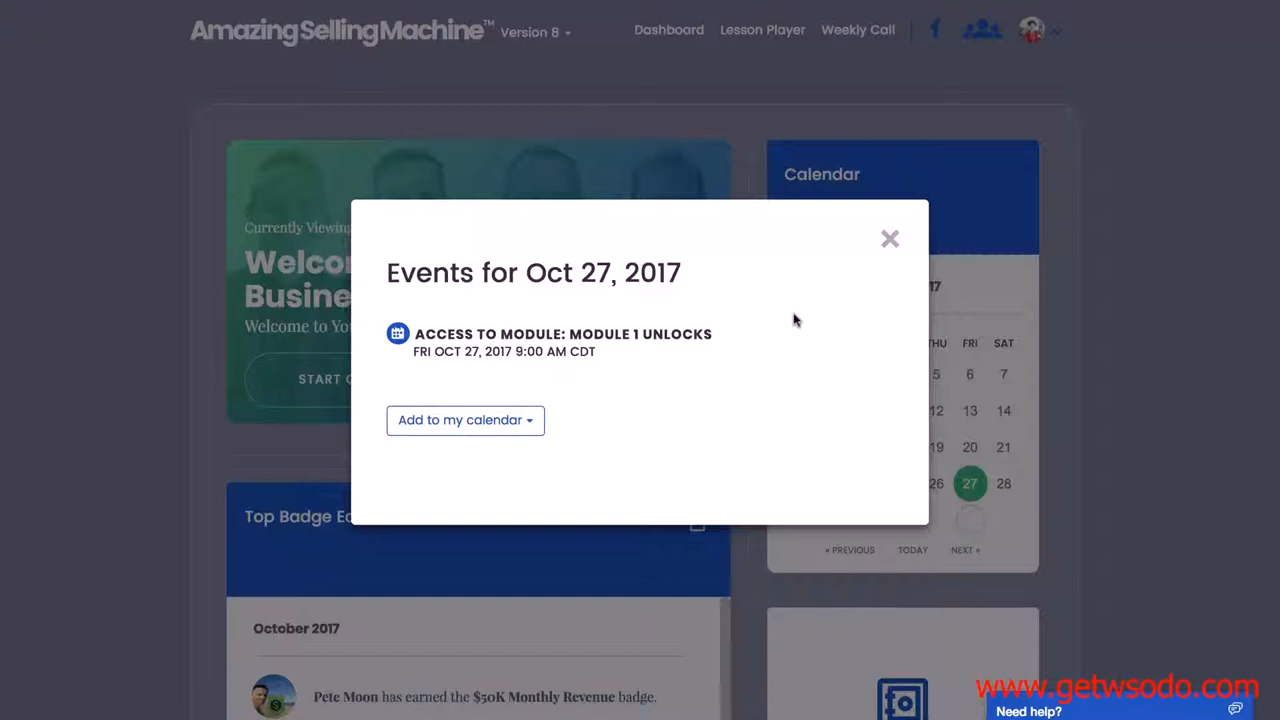 AmazingSellingMachine™ Version 8 Dashboard Lesson Player Weekly Call
Calendar
Currently Viewing
Welco
Busine
Welcome to Yo
START
Events for Oct 27, 2017
ACCESS TO MODULE: MODULE 1 UNLOCKS
FRI OCT 27, 2017 9:00 AM CDT
Add to my calendar
17
THU FRI SAT
5 6 7
12 13 14
19 20 21
26 27 28
« PREVIOUS TODAY NEXT »
Top Badge Ea
October 2017
Pete Moon has earned the $50K Monthly Revenue badge.
www.getwsodo.com
Need help?